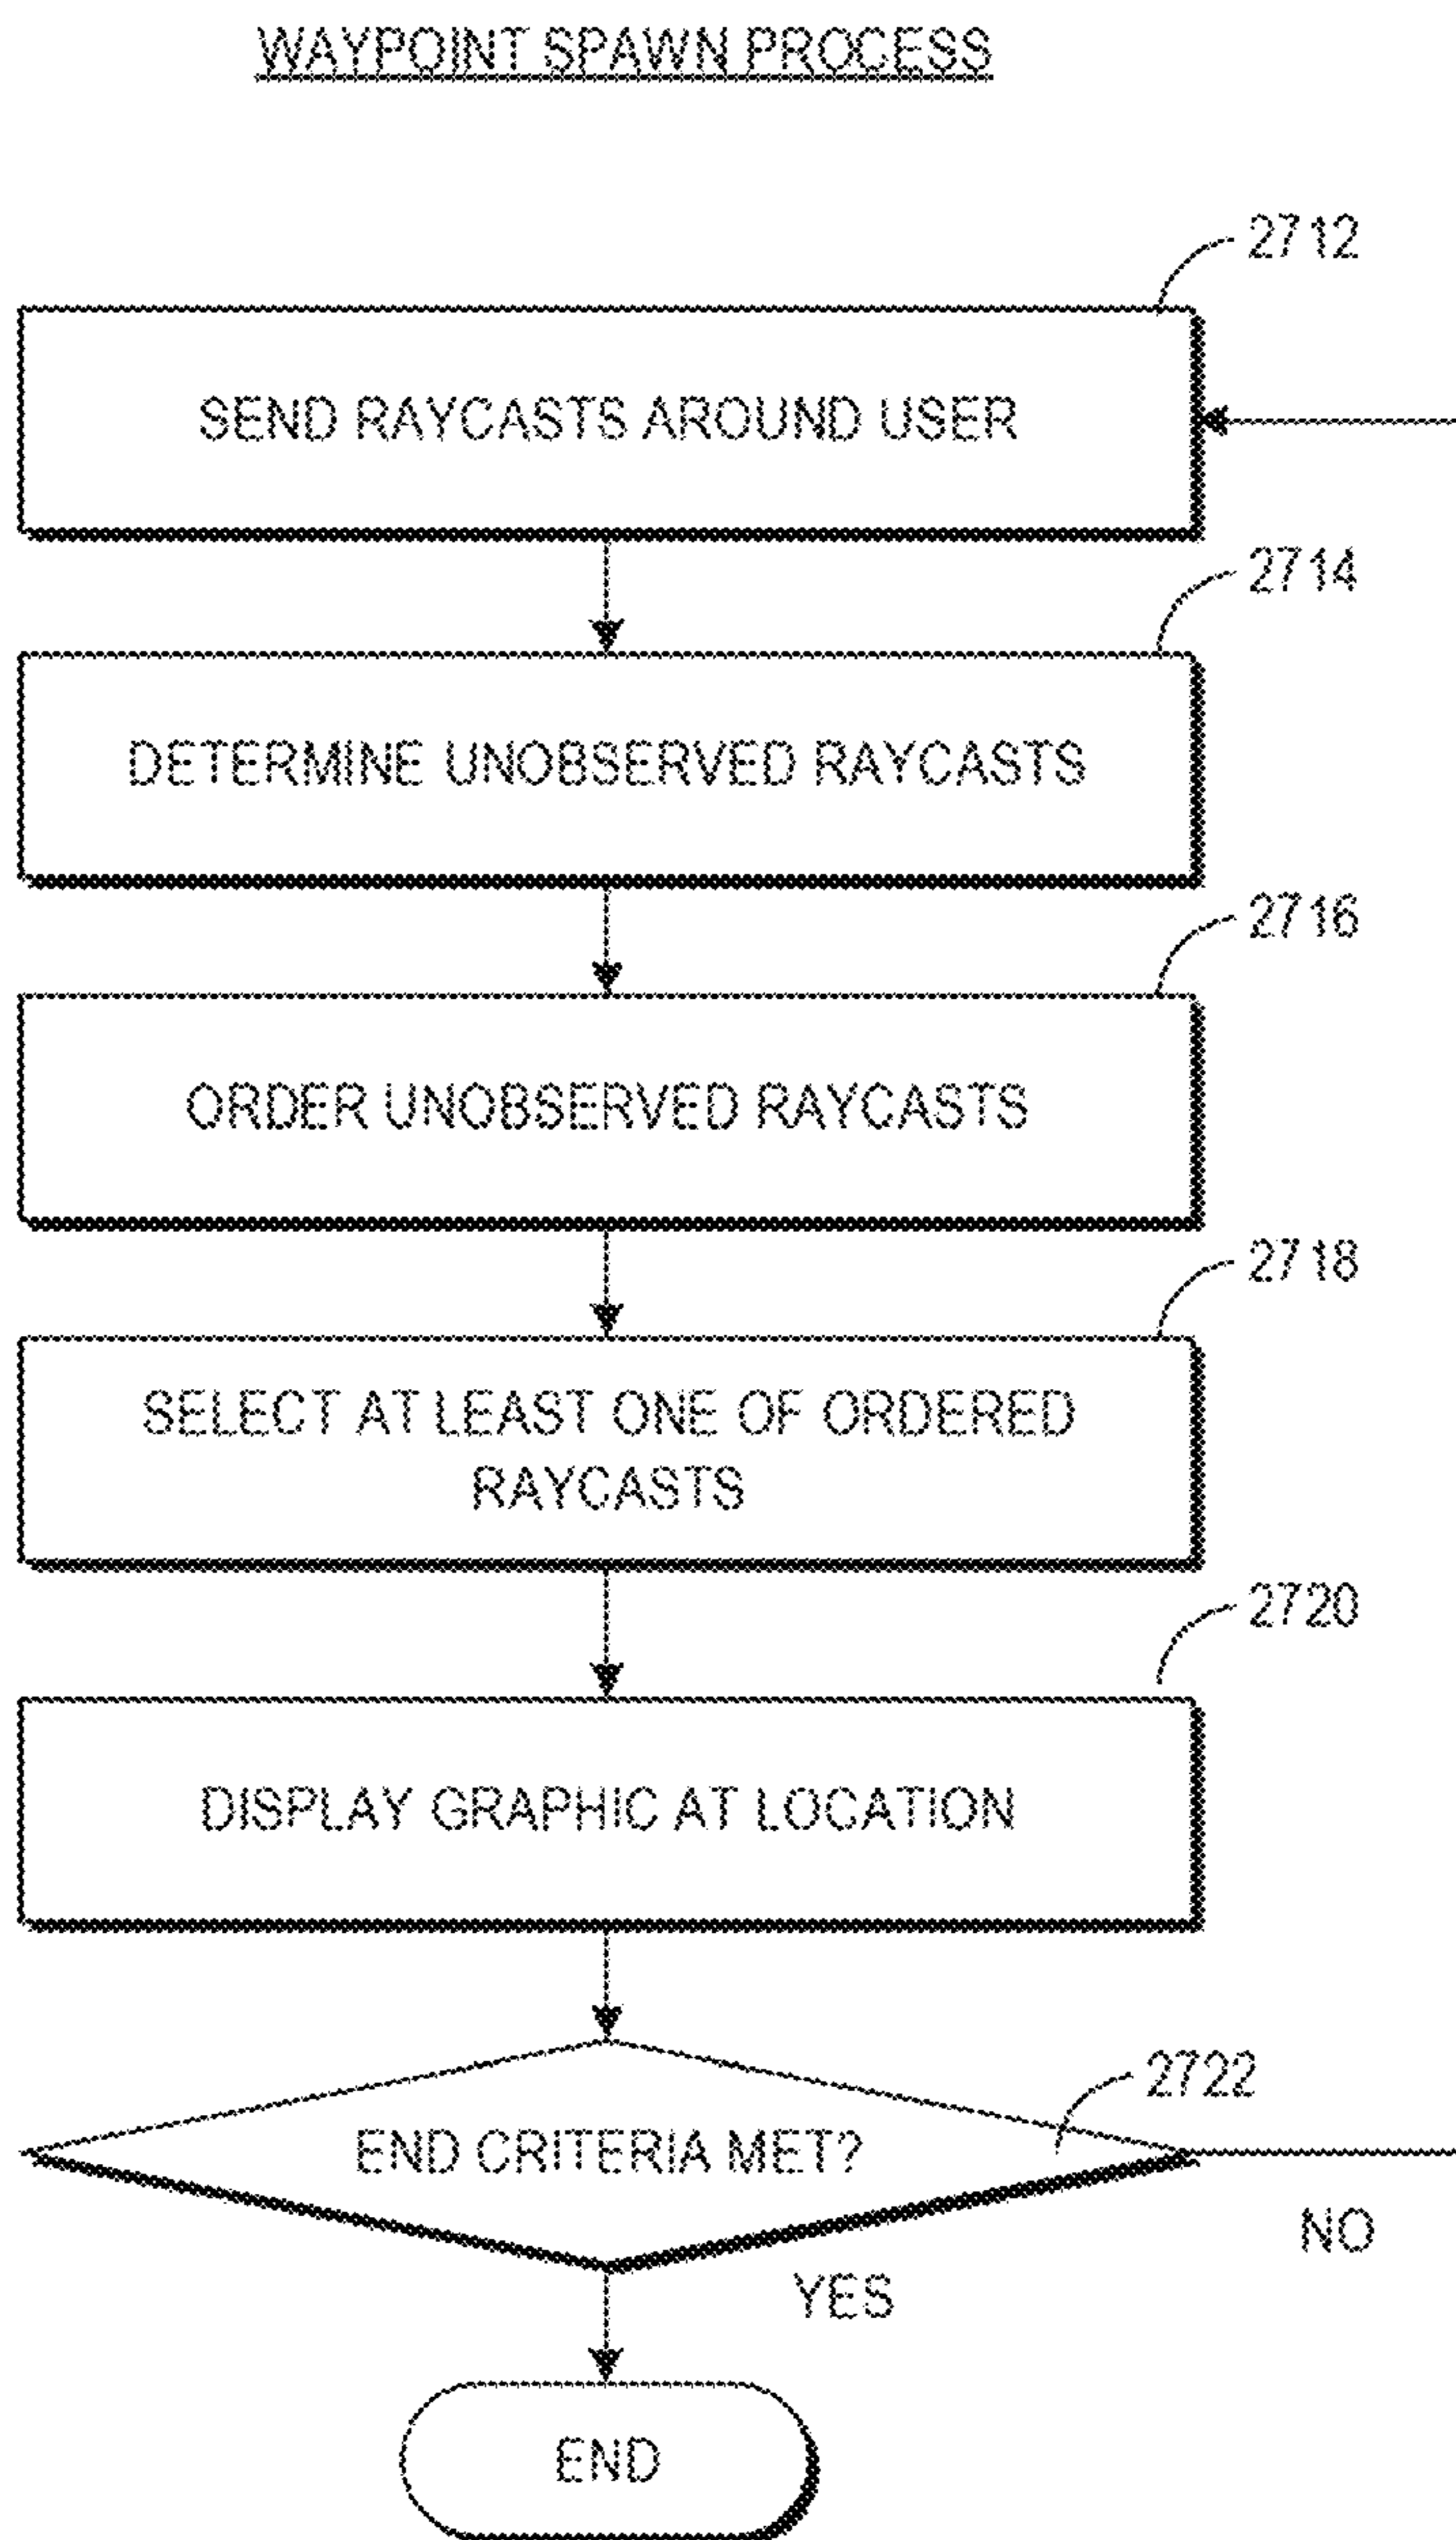 WAYPOINT SPAWN PROCESS
2712
SEND RAYCASTS AROUND USER
2714
DETERMINE UNOBSERVED RAYCASTS
2716
ORDER UNOBSERVED RAYCASTS
2718
SELECT AT LEAST ONE OF ORDERED
RAYCASTS
2720
DISPLAY GRAPHIC AT LOCATION
2722
END CRITERIA MET?
NO
YES
END